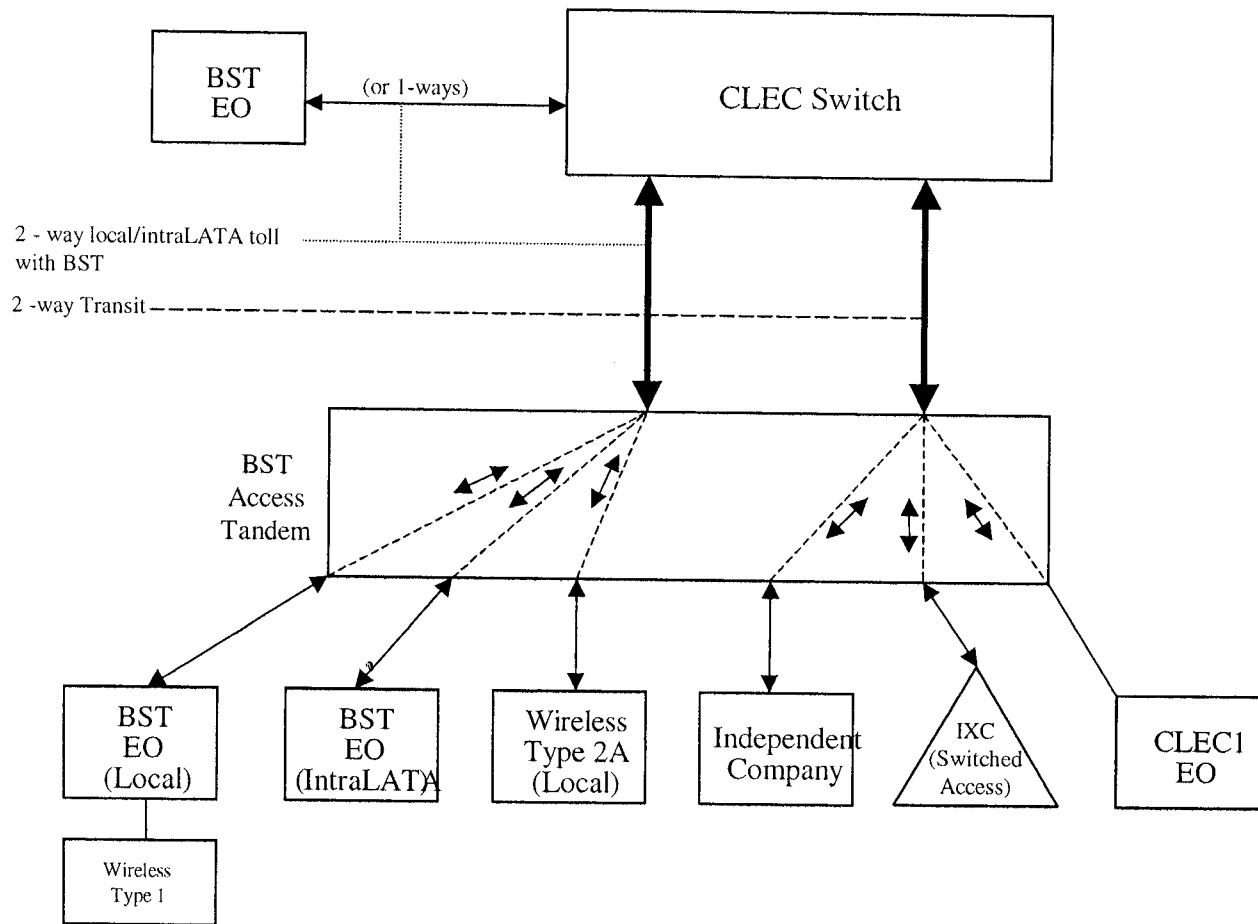 BST
EO
(or 1-ways)
CLEC Switch
2 - way local/intraLATA toll
with BST
2 -way Transit
BST
Access
Tandem
BST
EO
(Local)
BST
EO
(IntraLATA)
Wireless
Type 2A
(Local)
Independent
Company
IXC
(Switched
Access)
CLEC1
EO
Wireless
Type 1